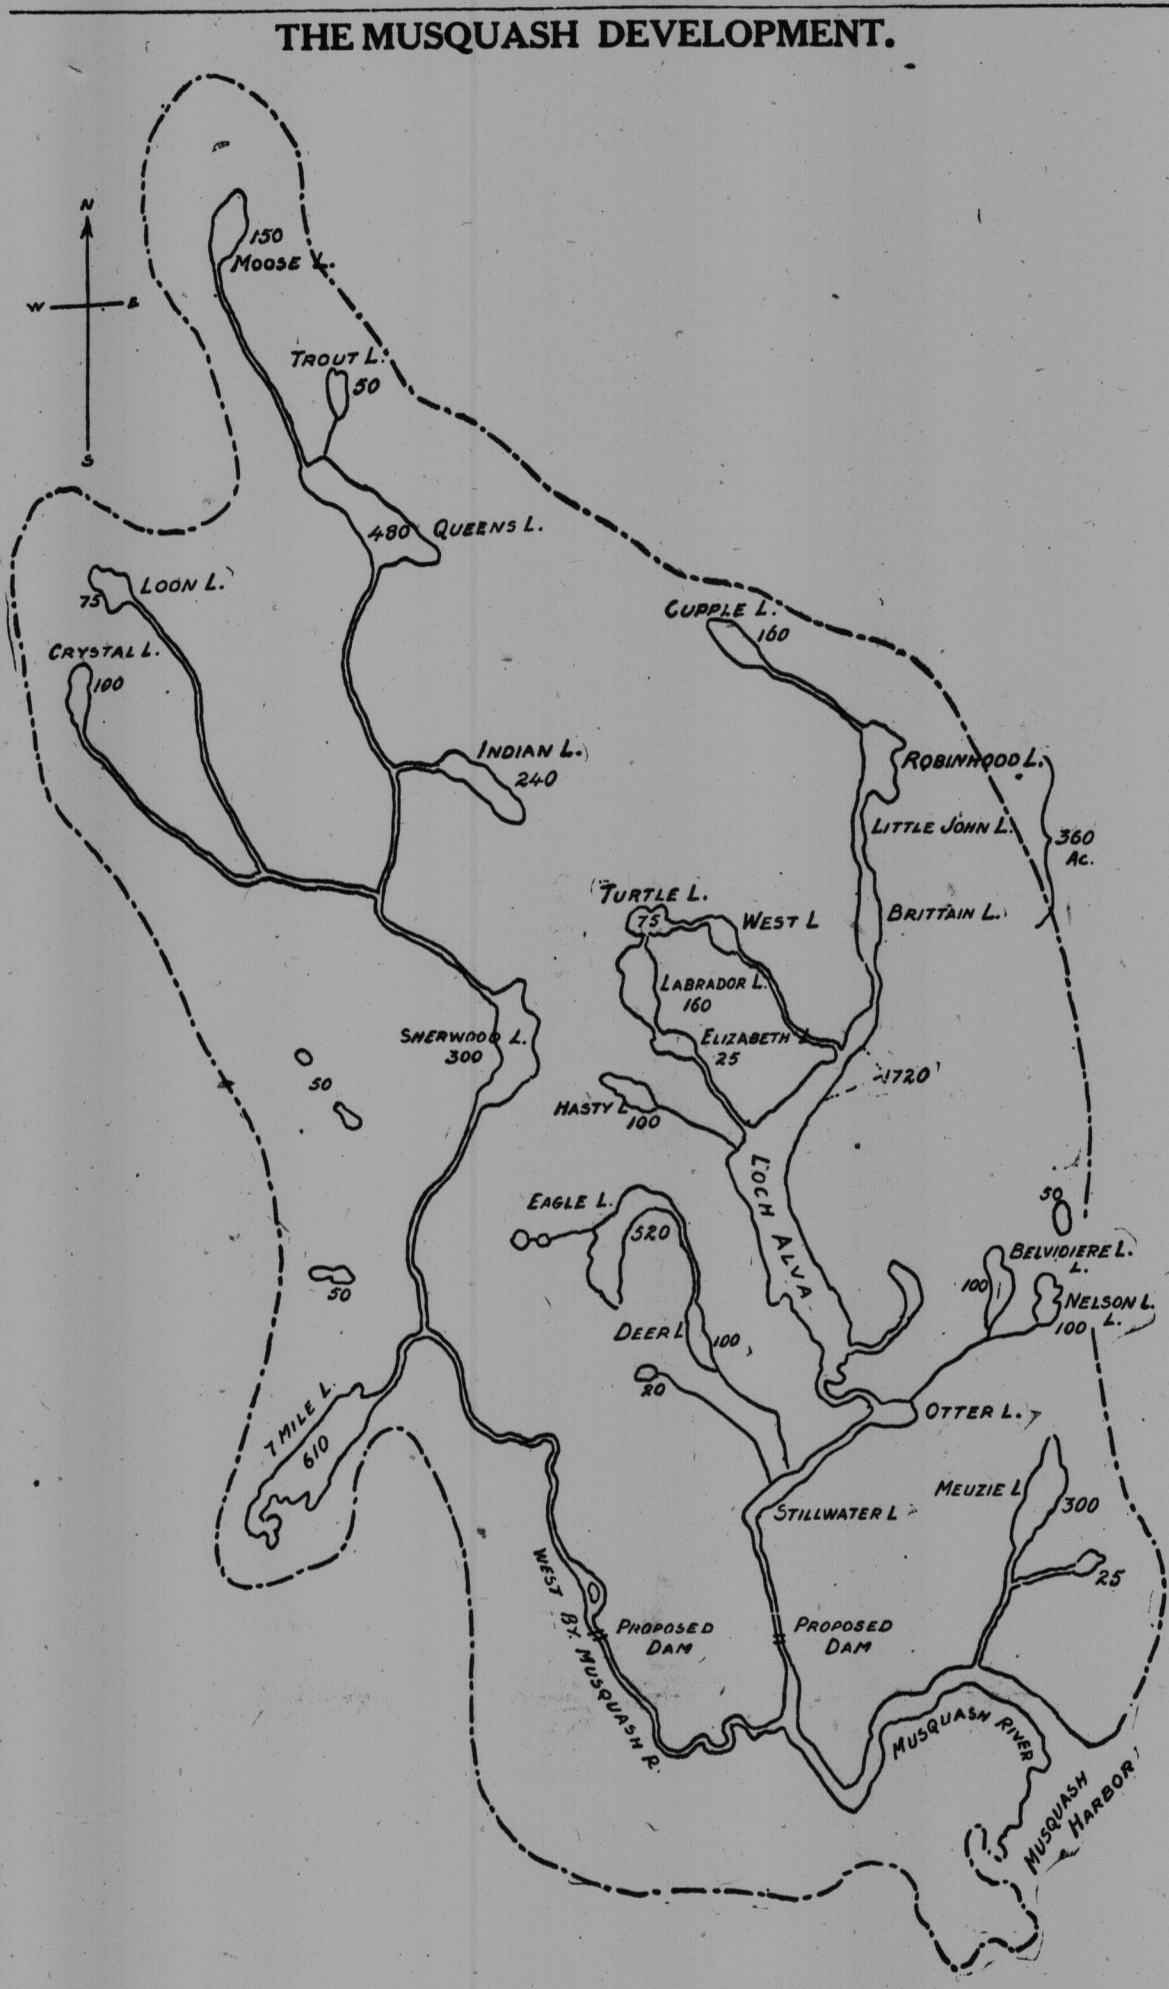 THE MUSQUASH DEVELOPMENT.
N
W
E
S
150
MOOSE L.
TROUT L.
50
480
QUEENS L.
LOON L.
75
CRYSTAL L.
100
CUPPLE L.
160
INDIAN L.
240
ROBINHOOD L.
LITTLE JOHN L.
360
AC.
BRITTAIN L.
TURTLE L.
75
WEST L
LABRADOR L.
160
ELIZABETH L
25
SHERWOOD L.
300
50
HASTY L
100
1720
LOCH ALVA
EAGLE L.
520
50
BELVIDIERE L.
L.
100
NELSON L.
L.
100
50
DEER L
100
20
OTTER L.
7 MILE L.
610
MEUZIE L
300
STILLWATER L
25
WEST BY. MUSQUASH R.
PROPOSED
DAM
PROPOSED
DAM
MUSQUASH RIVER
MUSQUASH
HARBOR